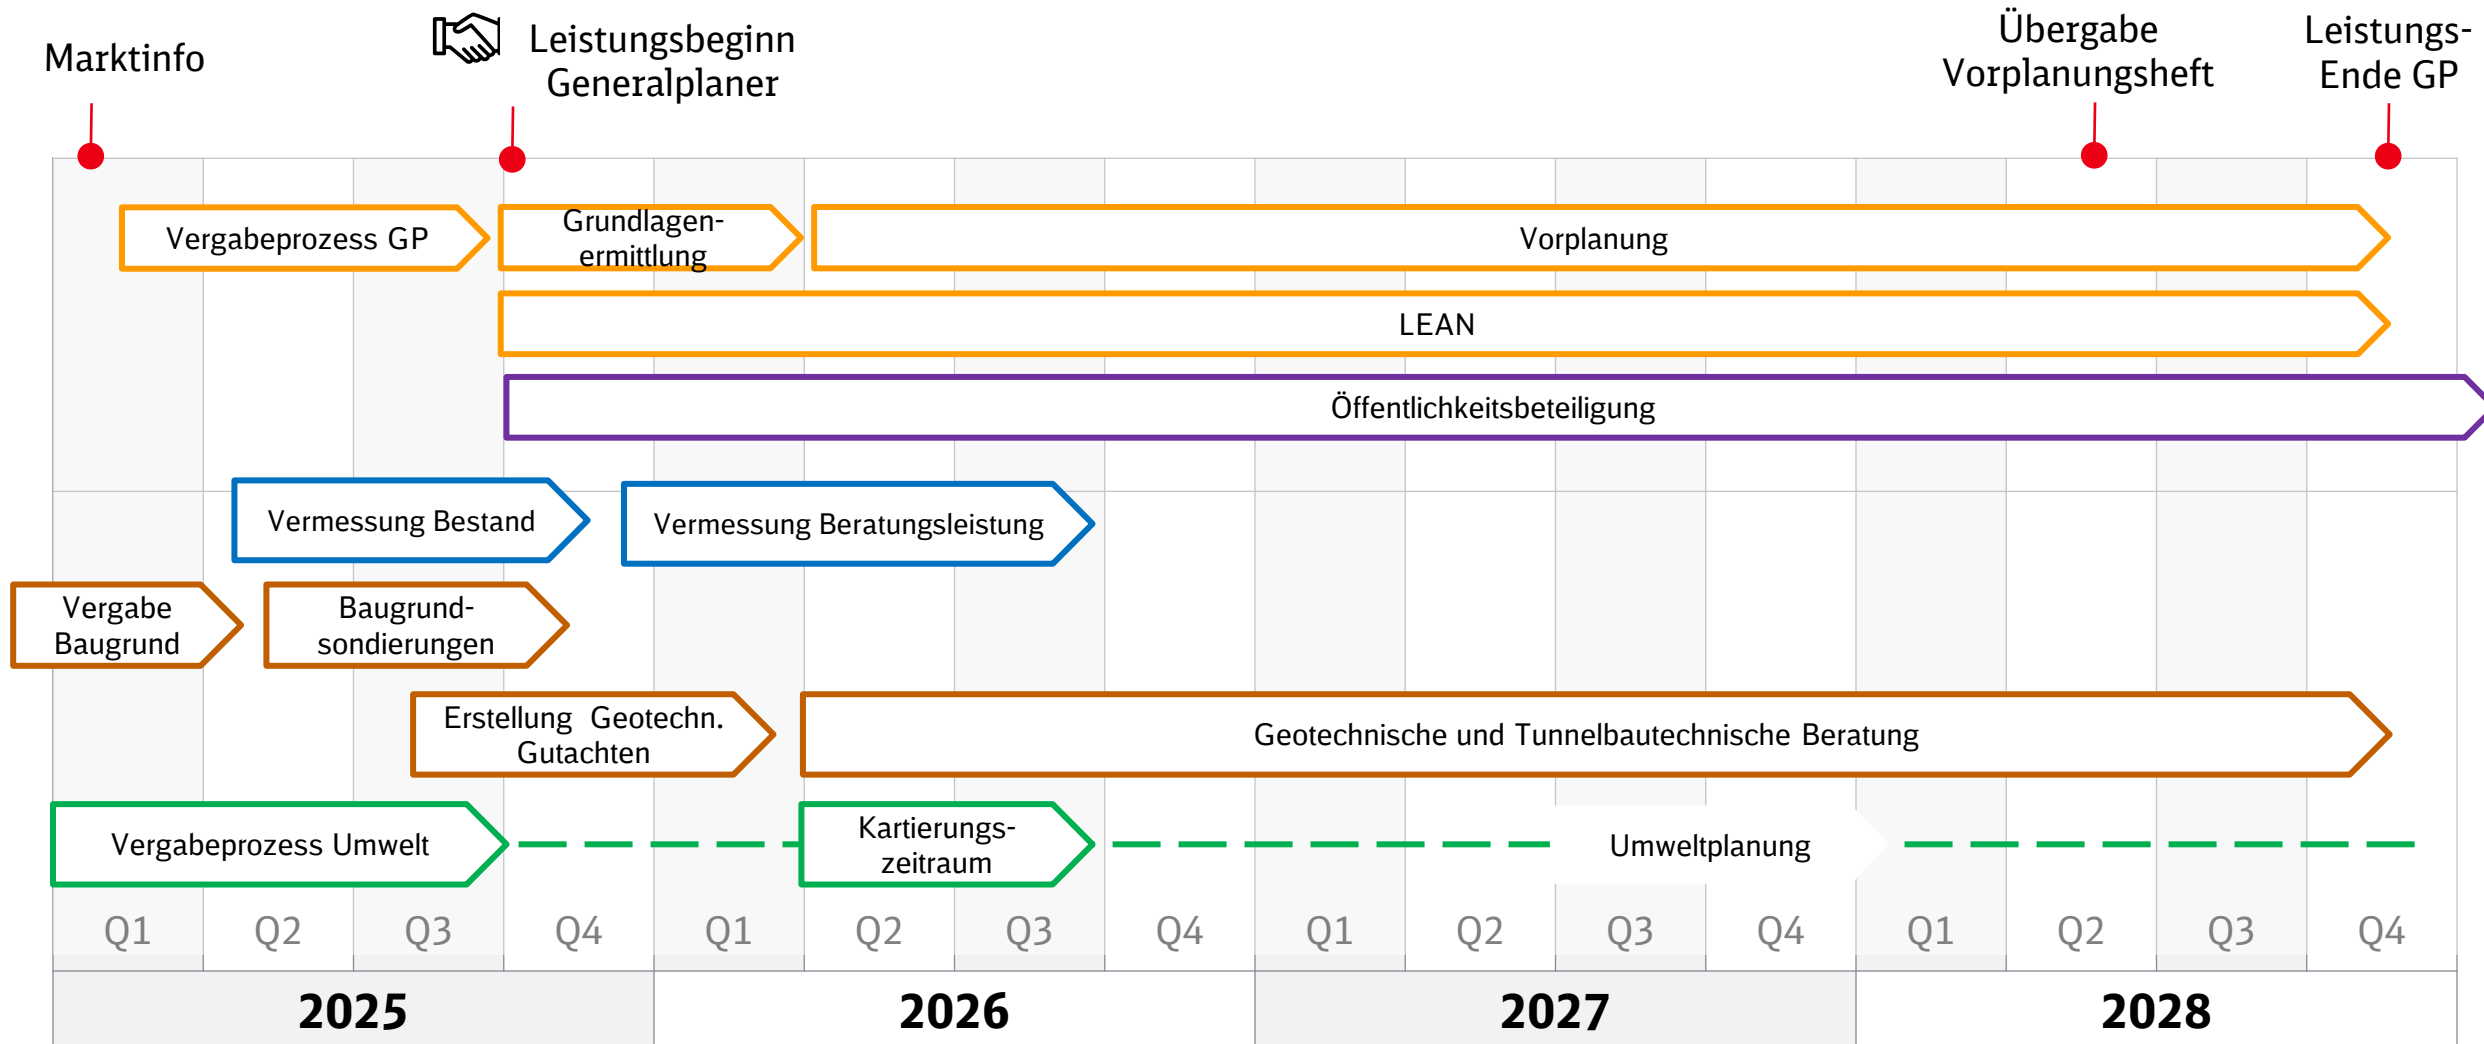 Marktinfo
Leistungsbeginn
Generalplaner
Übergabe
Vorplanungsheft
Leistungs-
Ende GP
Vergabeprozess GP
Grundlagen-
ermittlung
Vorplanung
LEAN
Öffentlichkeitsbeteiligung
Vermessung Bestand
Vermessung Beratungsleistung
Vergabe
Baugrund
Baugrund-
sondierungen
Erstellung Geotechn.
Gutachten
Geotechnische und Tunnelbautechnische Beratung
Vergabeprozess Umwelt
Kartierungs-
zeitraum
Umweltplanung
Q1 Q2 Q3 Q4 Q1 Q2 Q3 Q4 Q1 Q2 Q3 Q4 Q1 Q2 Q3 Q4
2025 2026 2027 2028